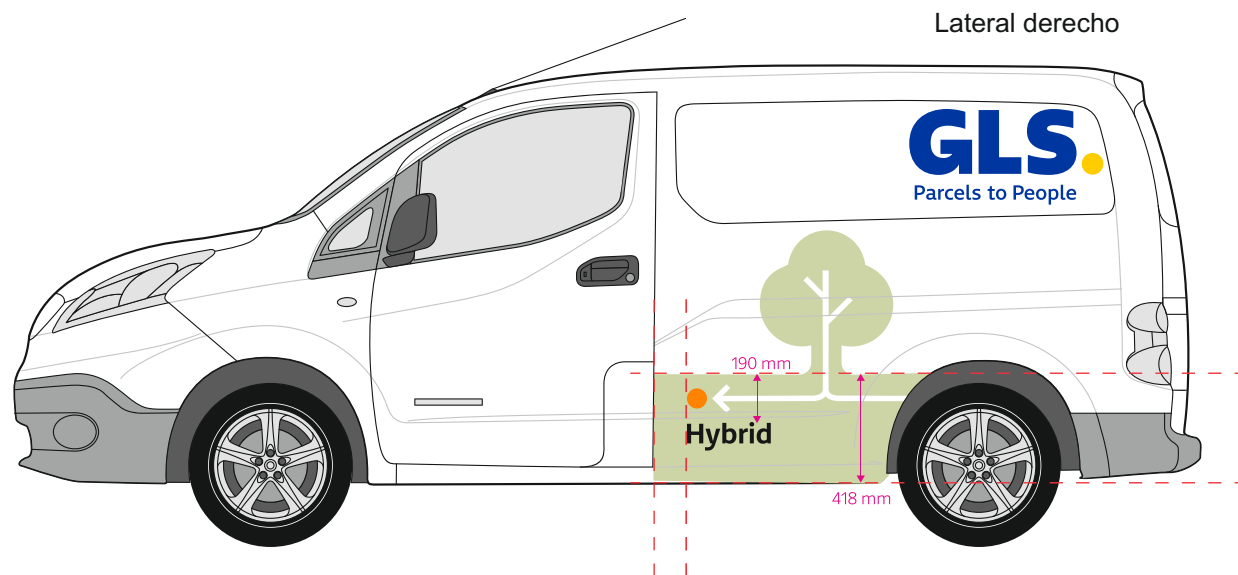 Lateral derecho
GLS.
Parcels to People
190 mm
Hybrid
418 mm